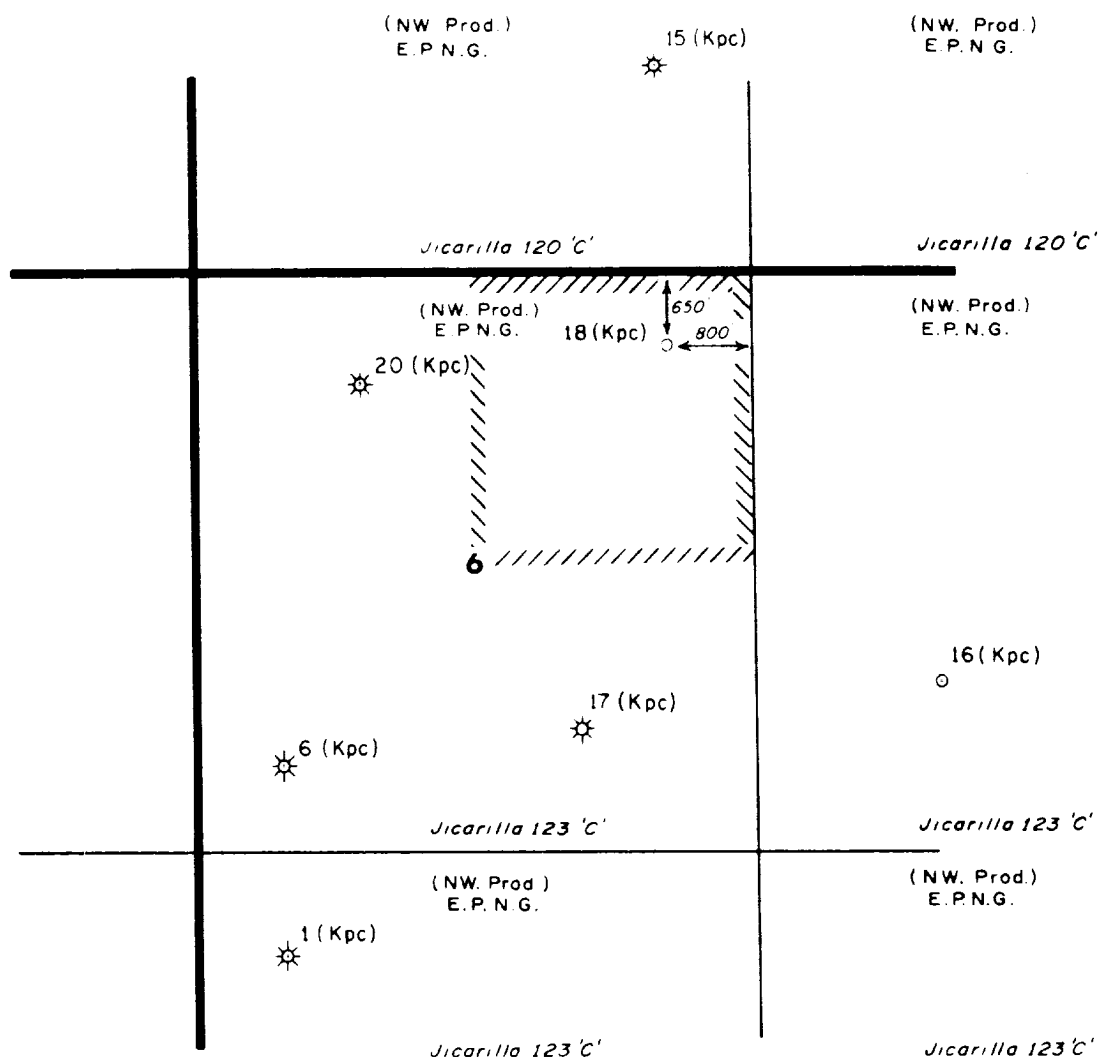 (NW Prod.)
E.P.N.G.
15 (Kpc)
(NW. Prod.)
E.P.N G.
Jicarilla 120 'C'
Jicarilla 120 'C'
(NW. Prod.)
E.P.N.G.
650'
18 (Kpc)
800'
(NW. Prod.)
E.P.N.G.
20 (Kpc)
6
16 (Kpc)
17 (Kpc)
6 (Kpc)
Jicarilla 123 'C'
Jicarilla 123 'C'
(NW. Prod)
E.P.N.G.
(NW. Prod.)
E.P.N.G.
1 (Kpc)
Jicarilla 123 'C'
Jicarilla 123 'C'